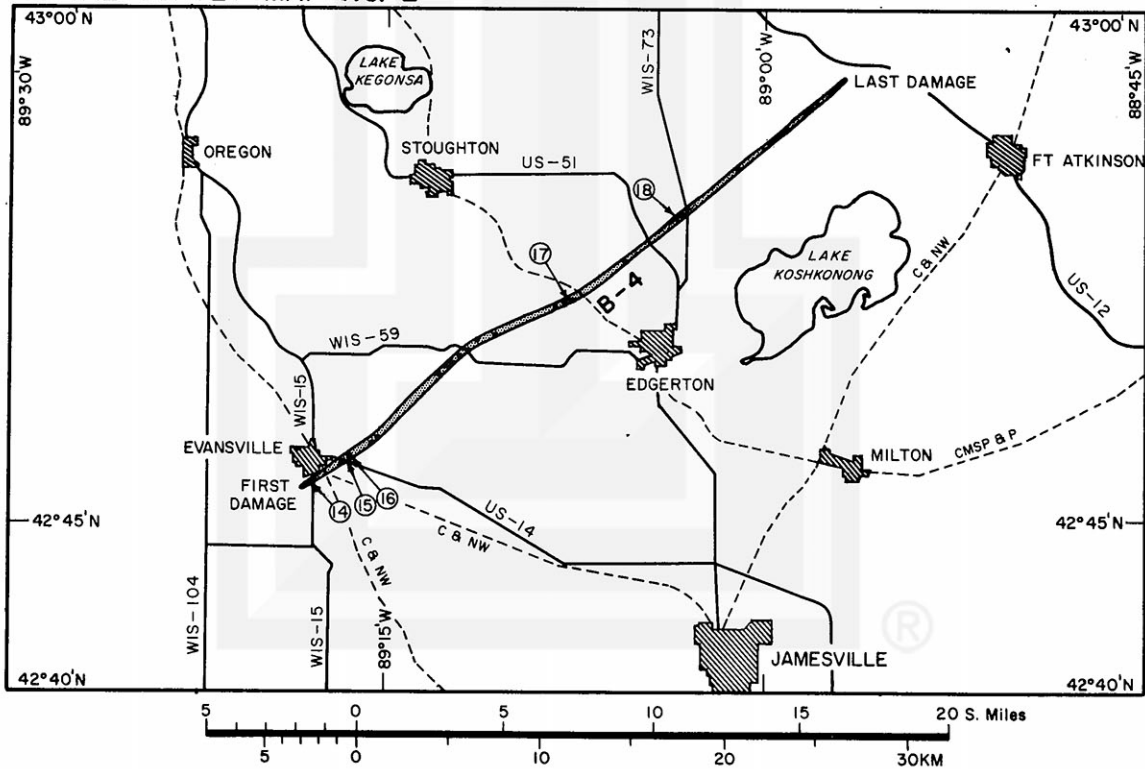 43°00'N
43°00'N
89°30'W
WIS-73
89°00'W
88°45'W
LAKE
KEGONSA
LAST DAMAGE
OREGON
STOUGHTON
US-51
FT ATKINSON
18
LAKE
KOSHKONONG
C & NW
17
B-4
US-12
WIS-59
EDGERTON
WIS-15
EVANSVILLE
MILTON
CMSP & P
FIRST
DAMAGE
14
15
16
42°45'N
42°45'N
US-14
C & NW
C & NW
WIS-104
WIS-15
89°15'W
®
JAMESVILLE
42°40'N
42°40'N
5 0 5 10 15 20 S. Miles
5 0 10 20 30KM